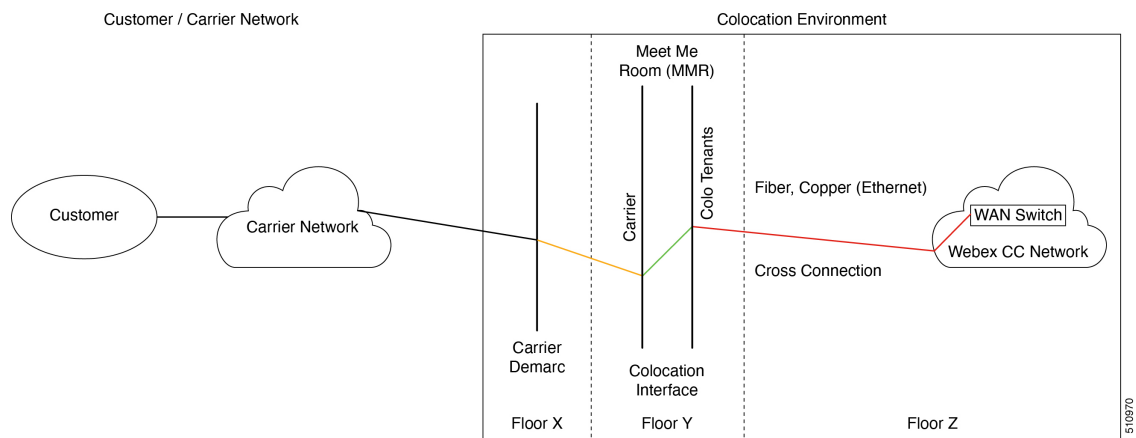 Customer / Carrier Network
Colocation Environment
Meet Me
Room (MMR)
Customer
Carrier Network
Carrier
Colo Tenants
Fiber, Copper (Ethernet)
Cross Connection
WAN Switch
Webex CC Network
Carrier
Demarc
Colocation
Interface
Floor X
Floor Y
Floor Z
510970